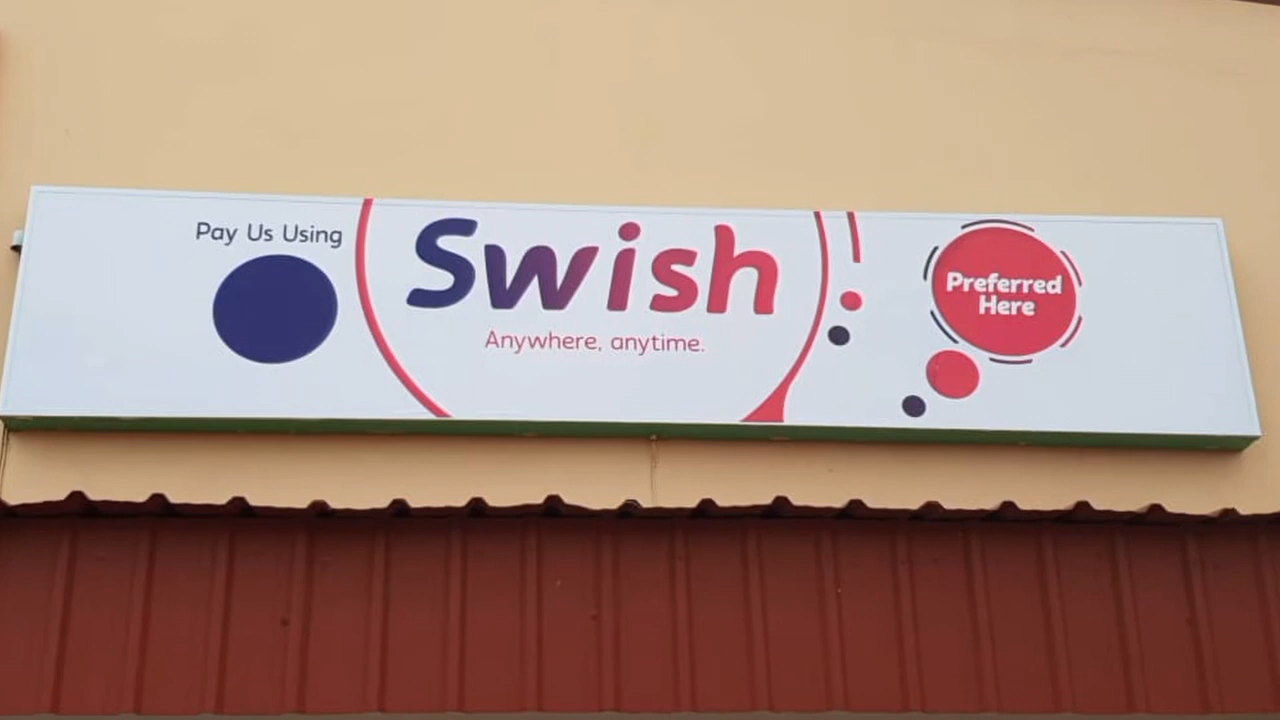 Pay Us Using
Swish
Anywhere, anytime.
Preferred
Here